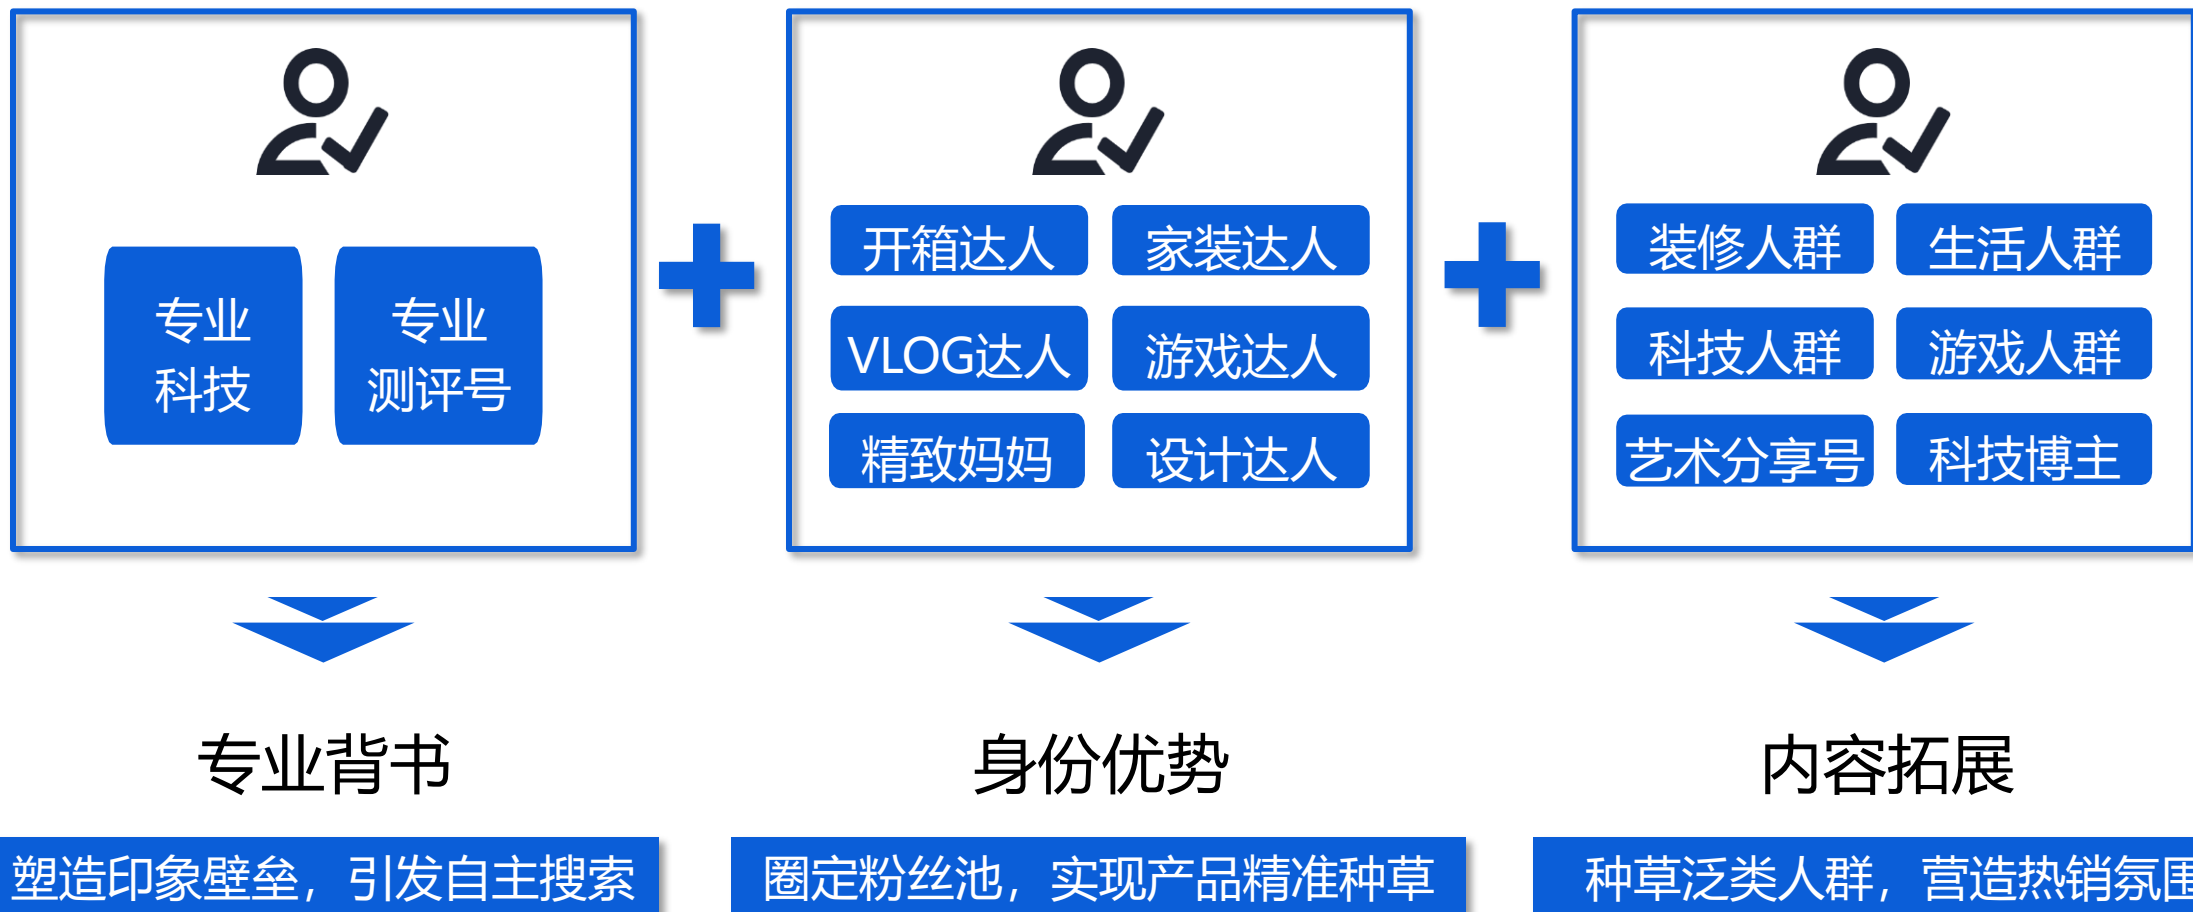 专业
科技
专业
测评号
开箱达人
家装达人
VLOG达人
游戏达人
精致妈妈
设计达人
装修人群
生活人群
科技人群
游戏人群
艺术分享号
科技博主
专业背书
身份优势
内容拓展
塑造印象壁垒，引发自主搜索
圈定粉丝池，实现产品精准种草
种草泛类人群，营造热销氛围